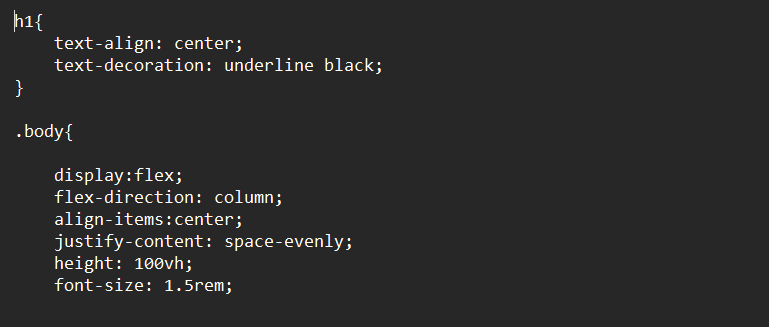 h1{
    text-align: center;
    text-decoration: underline black;
}

.body{

    display:flex;
    flex-direction: column;
    align-items:center;
    justify-content: space-evenly;
    height: 100vh;
    font-size: 1.5rem;